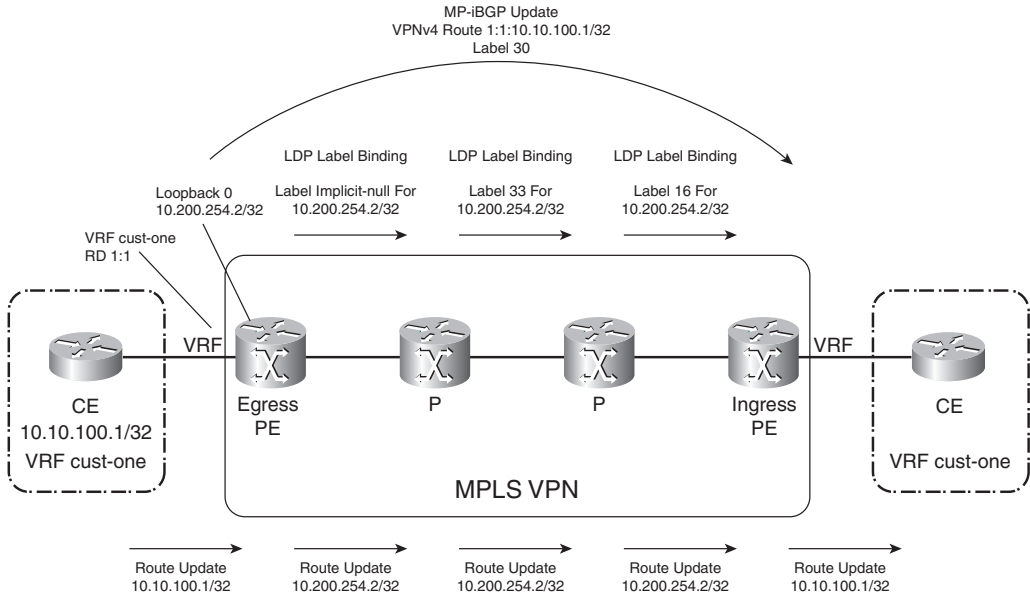 MP-iBGP Update
VPNv4 Route 1:1:10.10.100.1/32
Label 30
LDP Label Binding
LDP Label Binding
LDP Label Binding
Loopback 0
10.200.254.2/32
Label Implicit-null For
10.200.254.2/32
Label 33 For
10.200.254.2/32
Label 16 For
10.200.254.2/32
VRF cust-one
RD 1:1
VRF
VRF
CE
10.10.100.1/32
VRF cust-one
Egress
PE
P
P
Ingress
PE
CE
VRF cust-one
MPLS VPN
Route Update
10.10.100.1/32
Route Update
10.200.254.2/32
Route Update
10.200.254.2/32
Route Update
10.200.254.2/32
Route Update
10.10.100.1/32